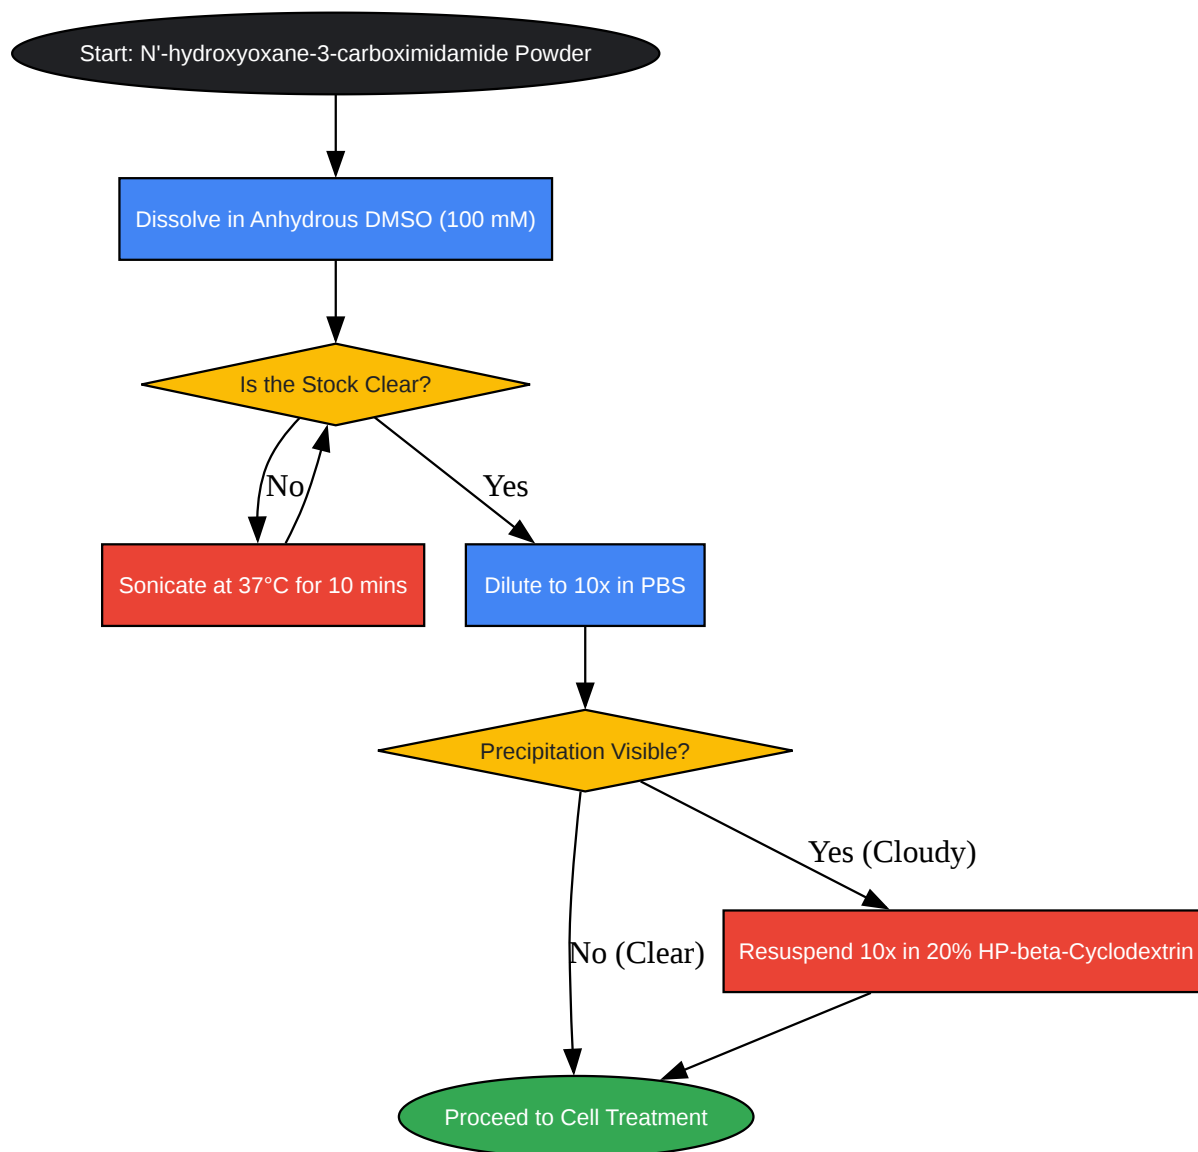 Start: N'-hydroxyoxane-3-carboximidamide Powder
Dissolve in Anhydrous DMSO (100 mM)
Is the Stock Clear?
No
Yes
Sonicate at 37°C for 10 mins
Dilute to 10x in PBS
Precipitation Visible?
Yes (Cloudy)
No (Clear)
Resuspend 10x in 20% HP-beta-Cyclodextrin
Proceed to Cell Treatment